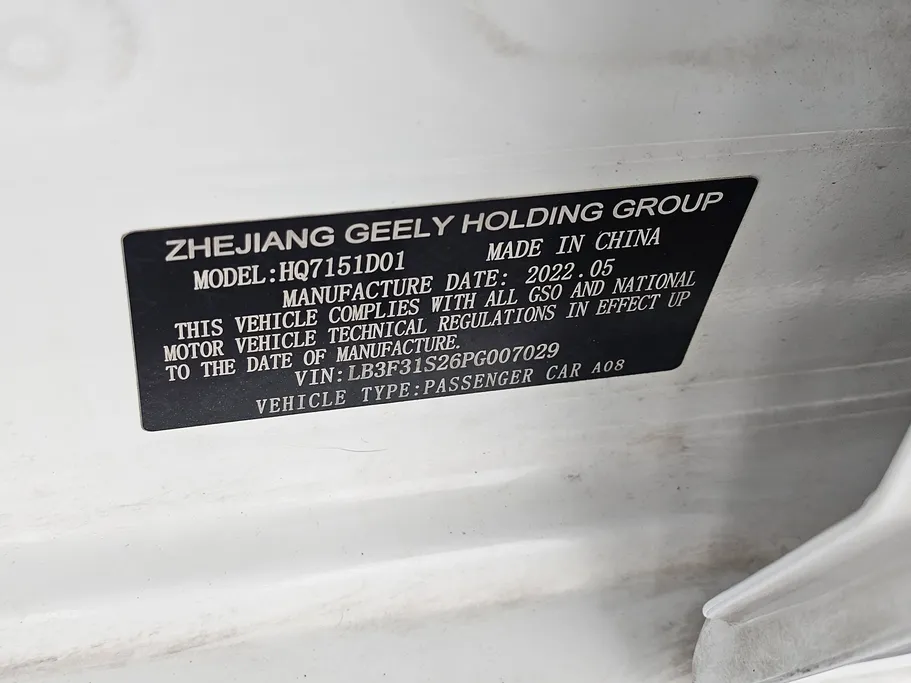 ZHEJIANG GEELY HOLDING GROUP
MODEL:HQ7151D01 MADE IN CHINA
MANUFACTURE DATE: 2022.05
THIS VEHICLE COMPLIES WITH ALL GSO AND NATIONAL
MOTOR VEHICLE TECHNICAL REGULATIONS IN EFFECT UP
TO THE DATE OF MANUFACTURE.
VIN:LB3F31S26PG007029
VEHICLE TYPE:PASSENGER CAR A08